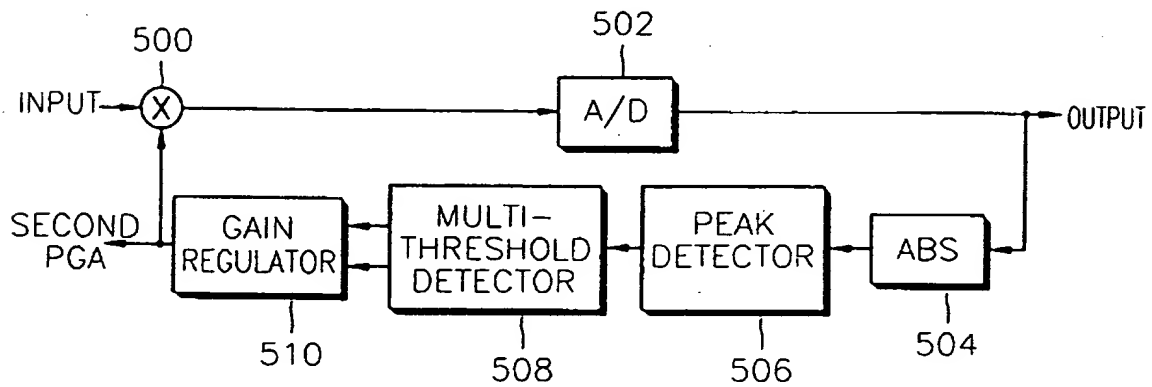 500
502
INPUT
X
A/D
OUTPUT
SECOND
PGA
GAIN
REGULATOR
MULTI-
THRESHOLD
DETECTOR
PEAK
DETECTOR
ABS
510
508
506
504